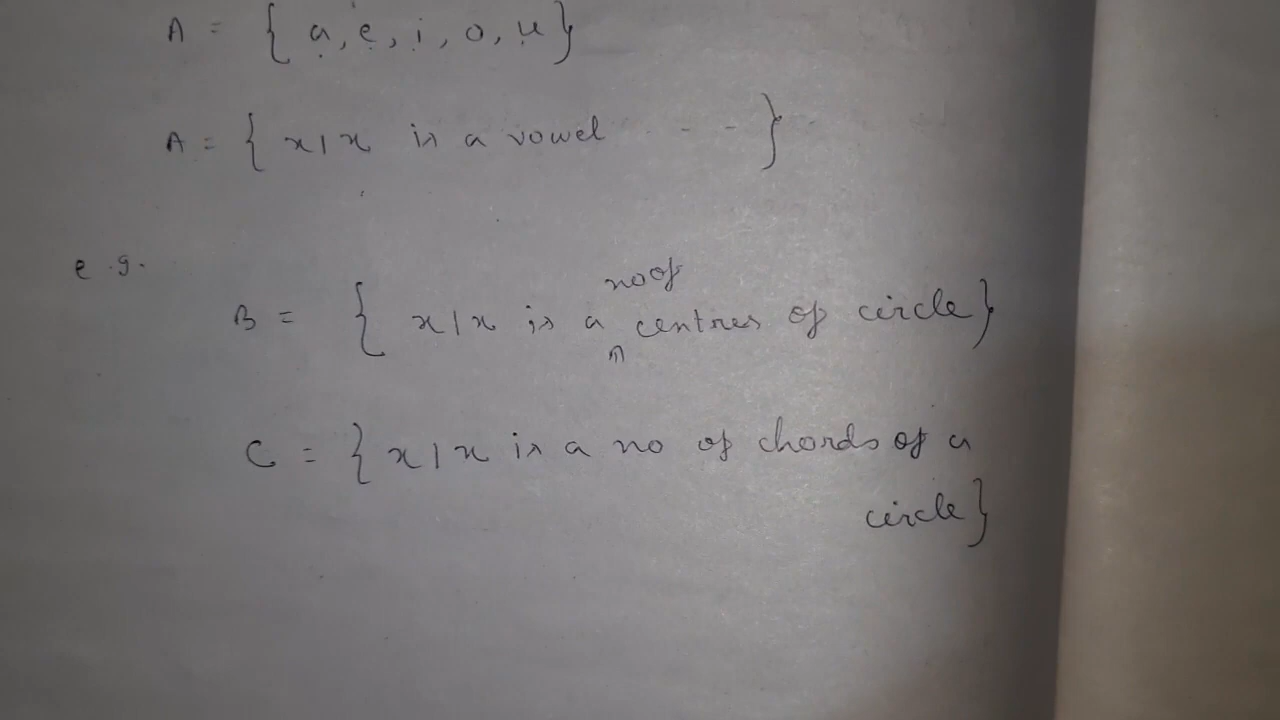 A = { a, e, i, o, u }
A = { x | x is a vowel - - - }
e.g.
no of
B = { x | x is a centres of circle }
C = { x | x is a no of chords of a
circle }